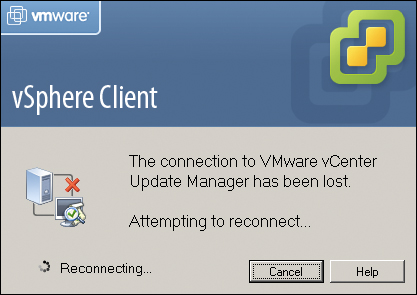 vmware
vSphere Client
The connection to VMware vCenter
Update Manager has been lost.
Attempting to reconnect...
Reconnecting...
Cancel
Help